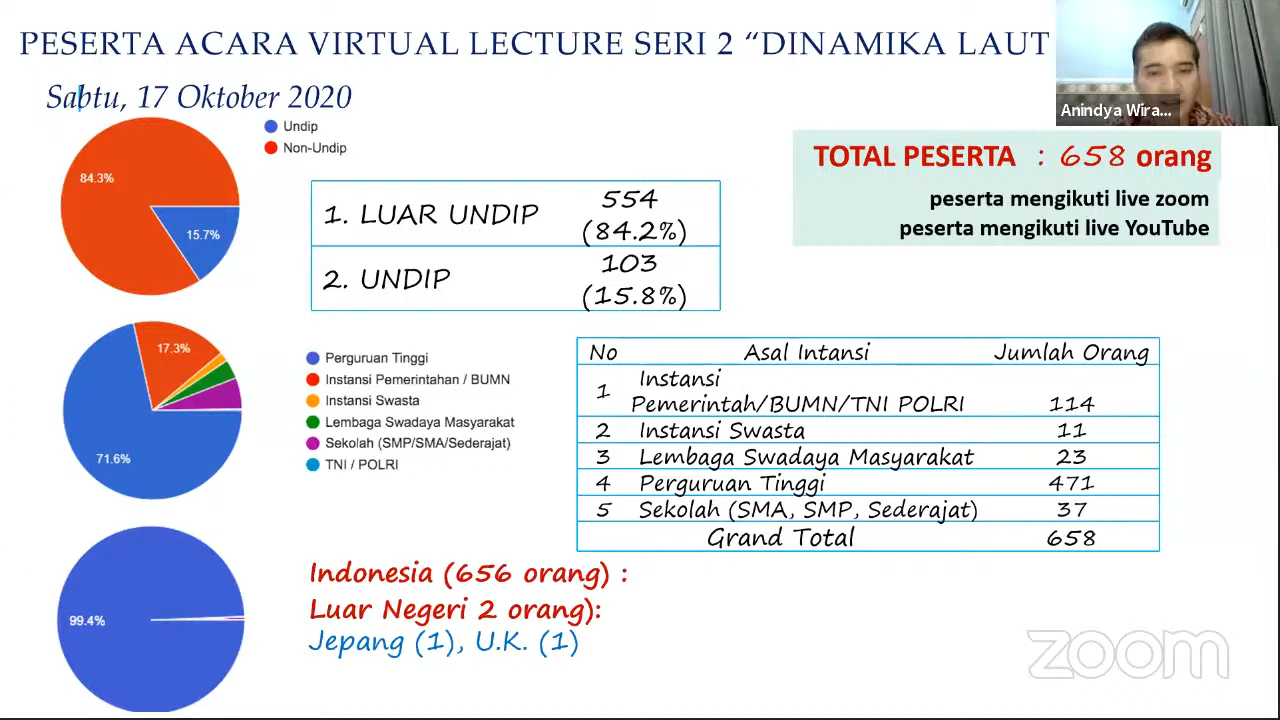 PESERTA ACARA VIRTUAL LECTURE SERI 2 “DINAMIKA LAUT
Sabtu, 17 Oktober 2020
Anindya Wira...
Undip
Non-Undip
84.3%
15.7%
TOTAL PESERTA : 658 orang
peserta mengikuti live zoom
peserta mengikuti live YouTube
1. LUAR UNDIP 554
(84.2%)
2. UNDIP 103
(15.8%)
17.3%
71.6%
Perguruan Tinggi
Instansi Pemerintahan / BUMN
Instansi Swasta
Lembaga Swadaya Masyarakat
Sekolah (SMP/SMA/Sederajat)
TNI / POLRI
No Asal Intansi Jumlah Orang
1 Instansi
Pemerintah/BUMN/TNI POLRI 114
2 Instansi Swasta 11
3 Lembaga Swadaya Masyarakat 23
4 Perguruan Tinggi 471
5 Sekolah (SMA, SMP, Sederajat) 37
Grand Total 658
99.4%
Indonesia (656 orang) :
Luar Negeri 2 orang):
Jepang (1), U.K. (1)
zoom